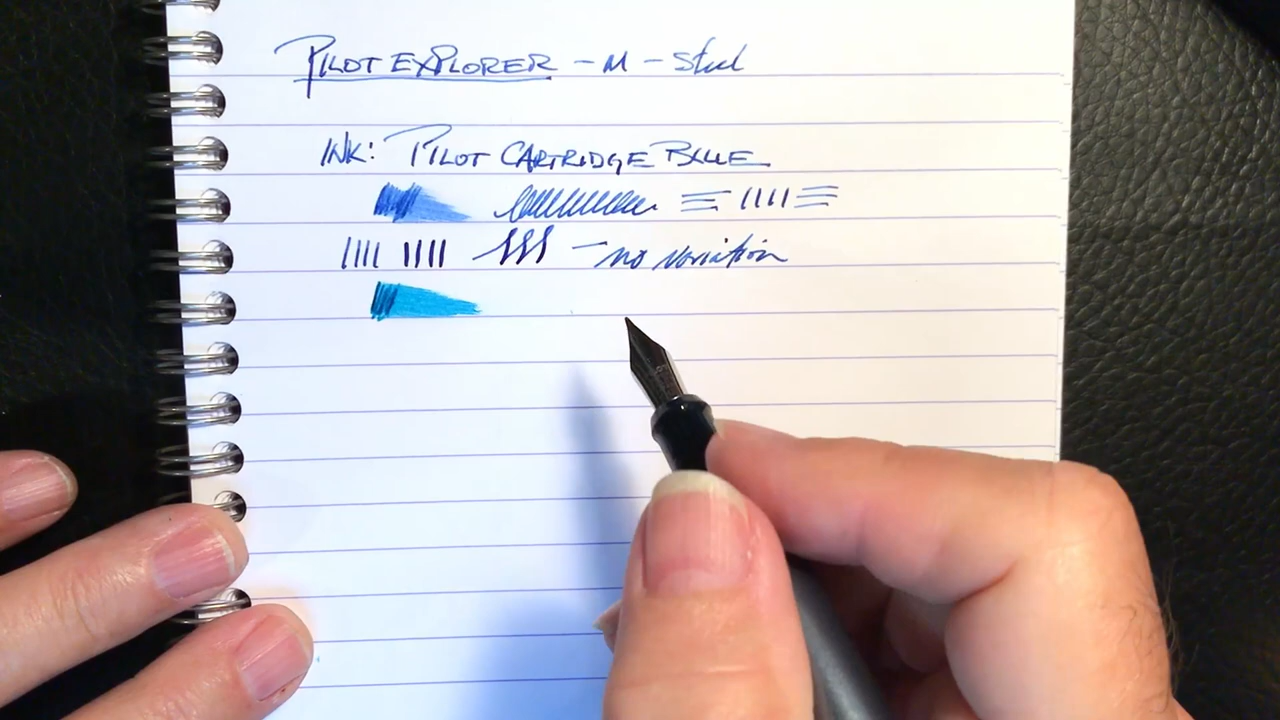 PILOT EXPLORER - M - Steel
INK: PILOT CARTRIDGE BLUE
- no variation